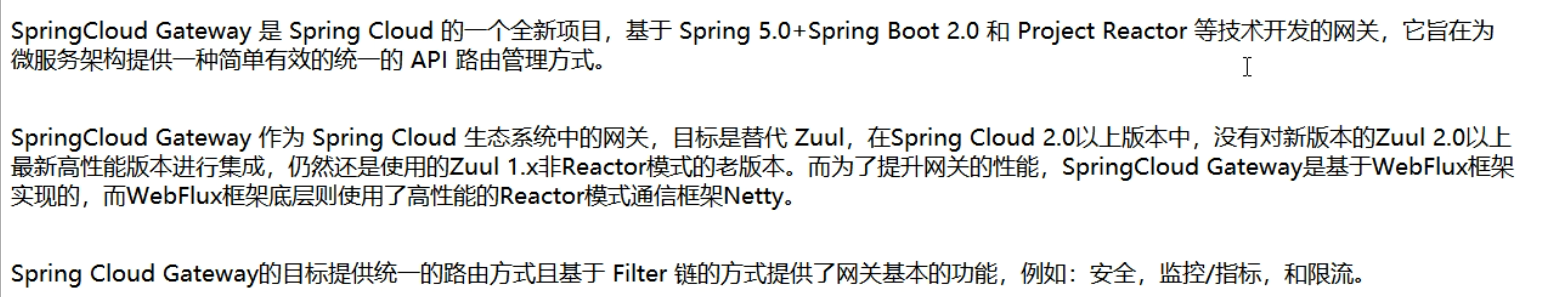 SpringCloud Gateway 是 Spring Cloud 的一个全新项目，基于 Spring 5.0+Spring Boot 2.0 和 Project Reactor 等技术开发的网关，它旨在为
微服务架构提供一种简单有效的统一的 API 路由管理方式。
SpringCloud Gateway 作为 Spring Cloud 生态系统中的网关，目标是替代 Zuul，在Spring Cloud 2.0以上版本中，没有对新版本的Zuul 2.0以上
最新高性能版本进行集成，仍然还是使用的Zuul 1.x非Reactor模式的老版本。而为了提升网关的性能，SpringCloud Gateway是基于WebFlux框架
实现的，而WebFlux框架底层则使用了高性能的Reactor模式通信框架Netty。
Spring Cloud Gateway的目标提供统一的路由方式且基于 Filter 链的方式提供了网关基本的功能，例如：安全，监控/指标，和限流。